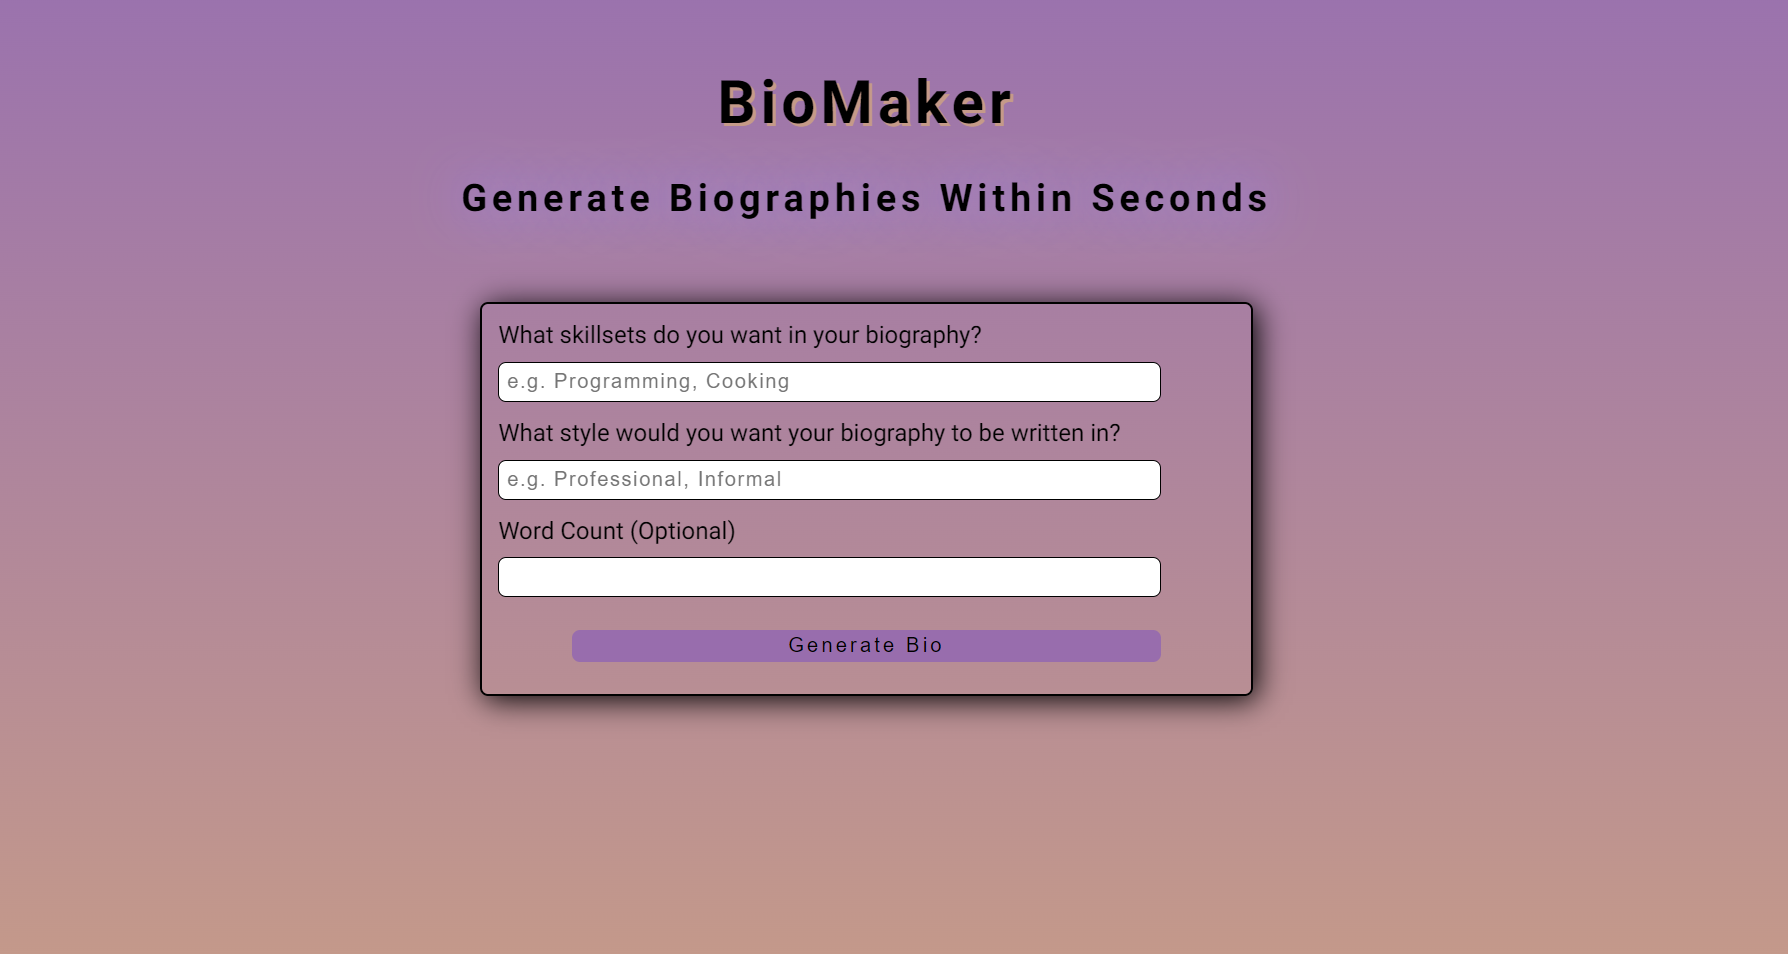 BioMaker
Generate Biographies Within Seconds
What skillsets do you want in your biography?
e.g. Programming, Cooking
What style would you want your biography to be written in?
e.g. Professional, Informal
Word Count (Optional)
Generate Bio